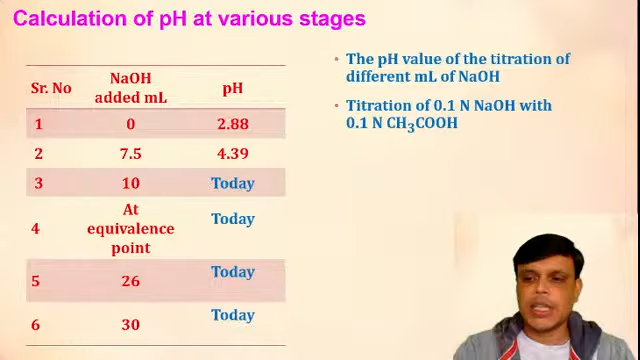 Calculation of pH at various stages
Sr. No NaOH added mL pH
1 0 2.88
2 7.5 4.39
3 10 Today
4 At equivalence point Today
5 26 Today
6 30 Today
• The pH value of the titration of
different mL of NaOH
• Titration of 0.1 N NaOH with
0.1 N CH₃COOH